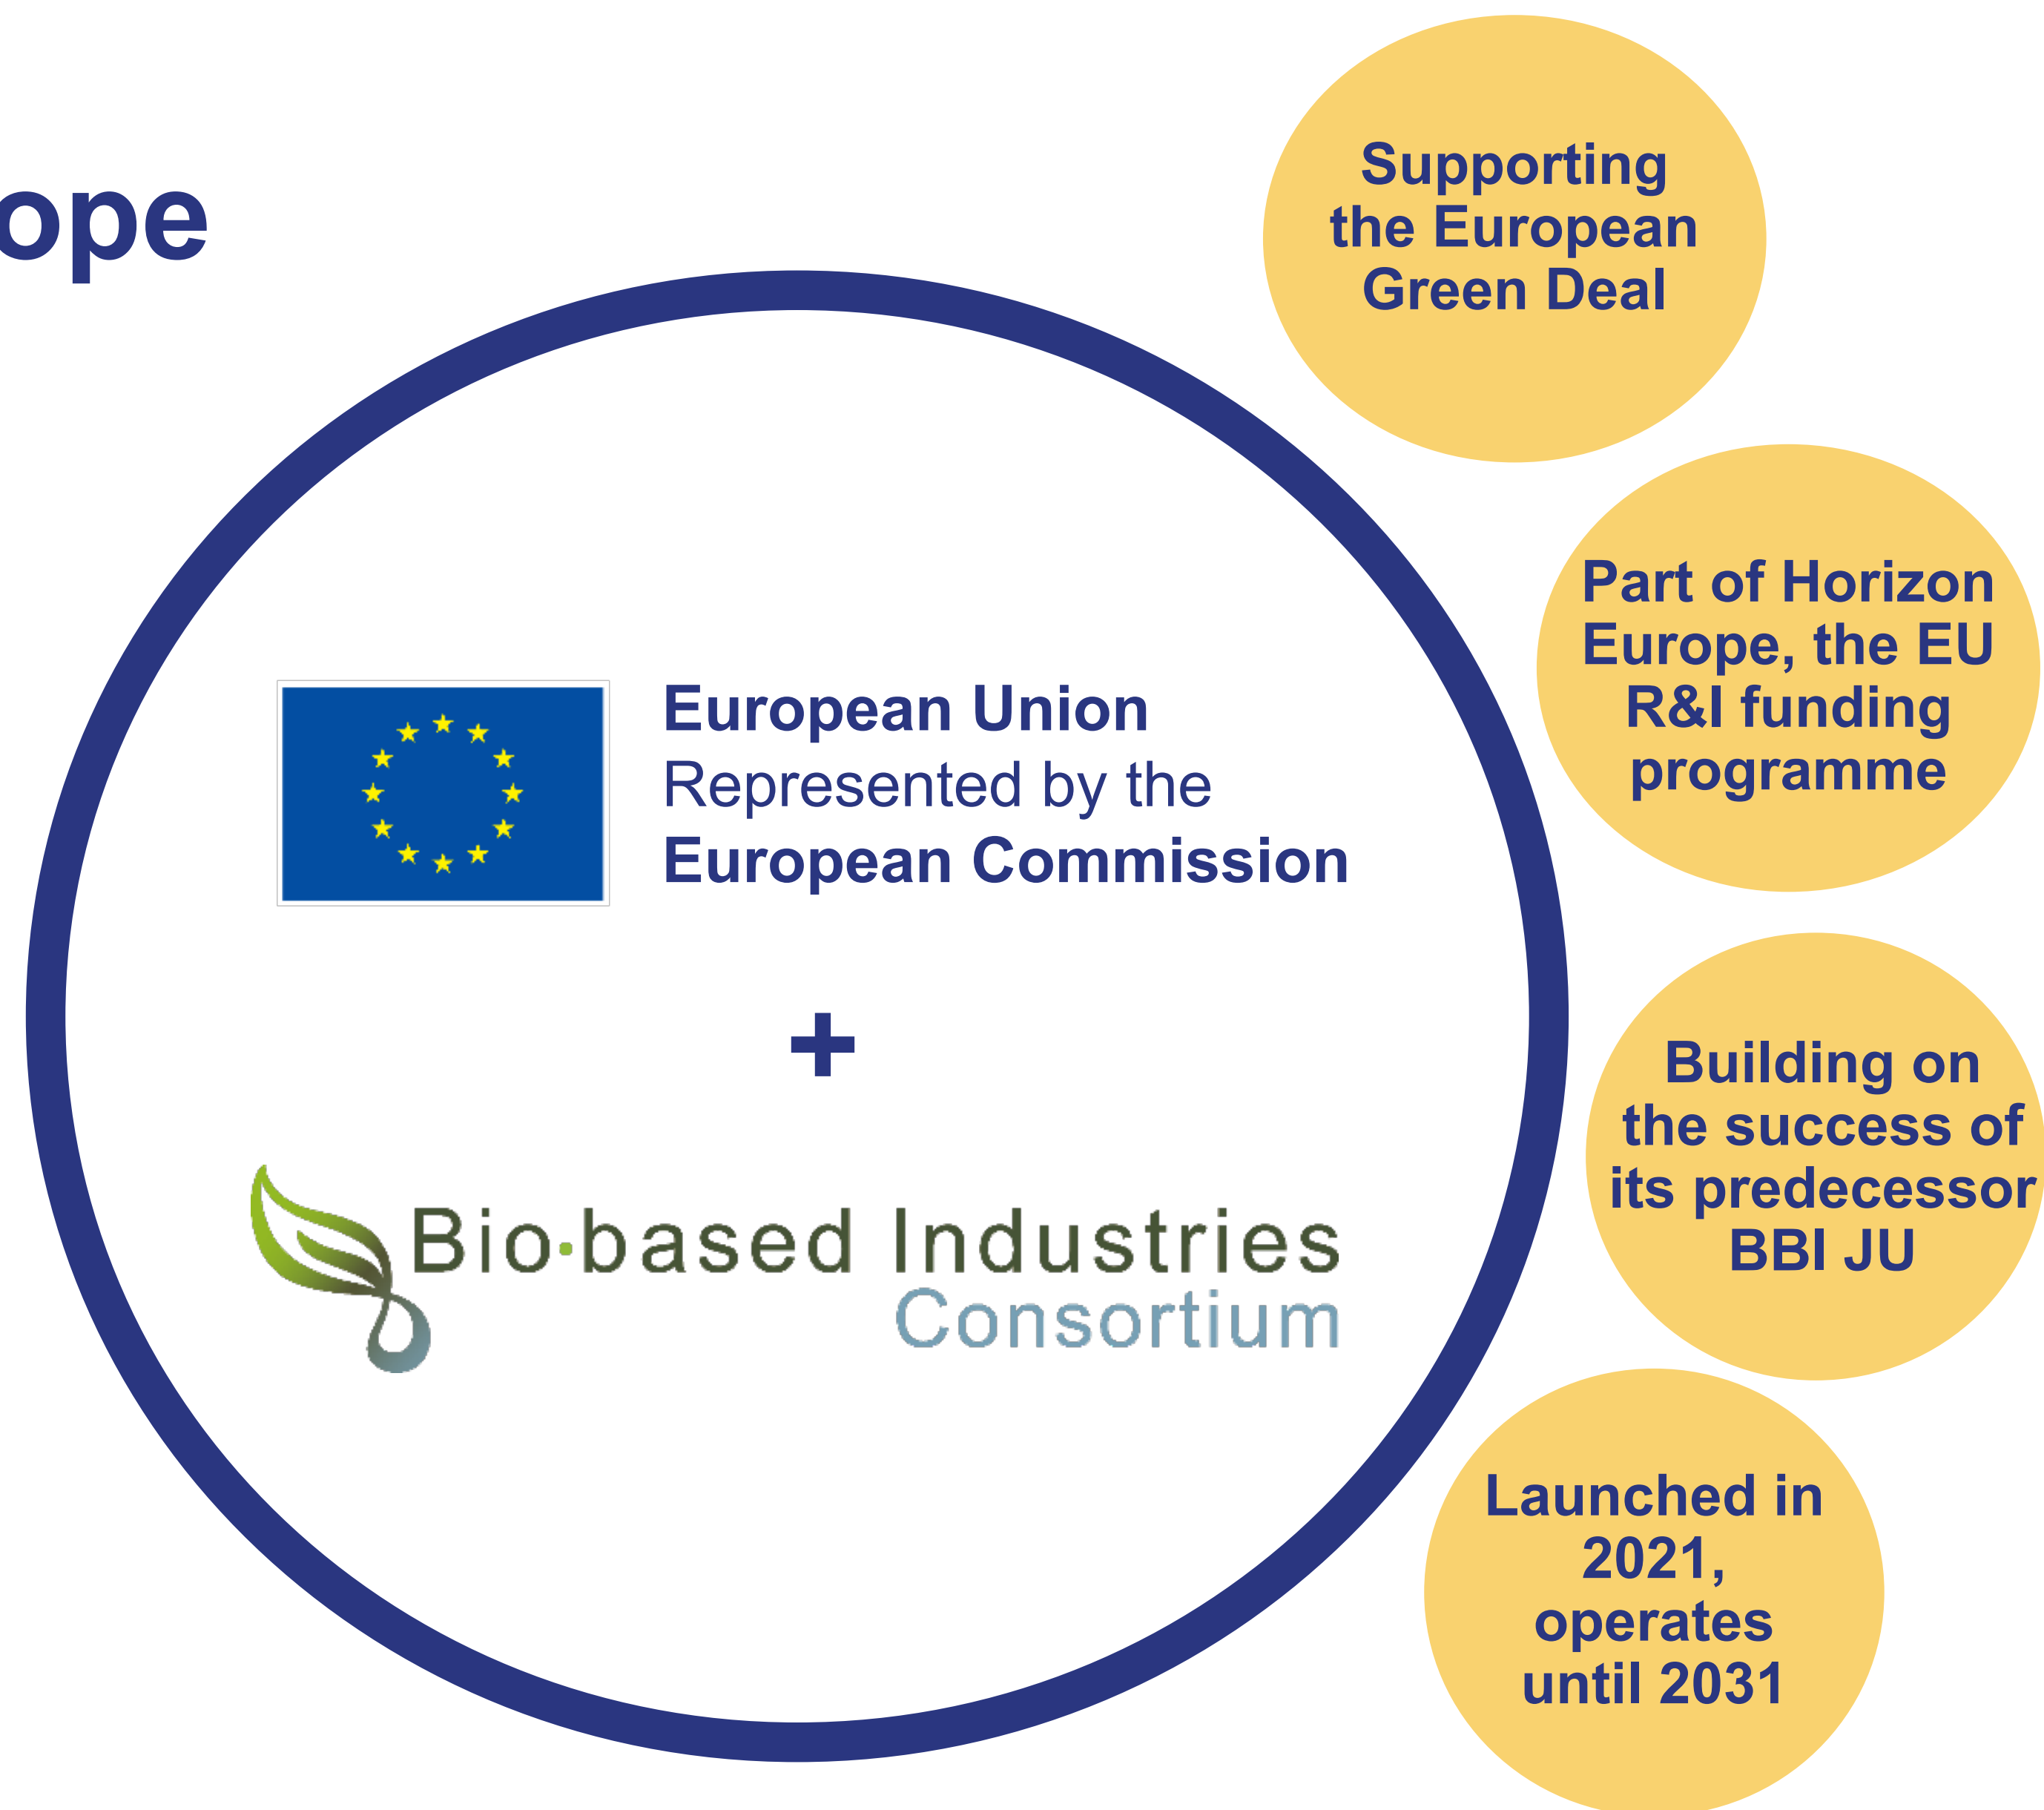 ope
Supporting
the European
Green Deal
Part of Horizon
Europe, the EU
R&I funding
programme
European Union
Represented by the
European Commission
+
Building on
the success of
its predecessor
BBI JU
Bio-based Industries
Consortium
Launched in
2021,
operates
until 2031